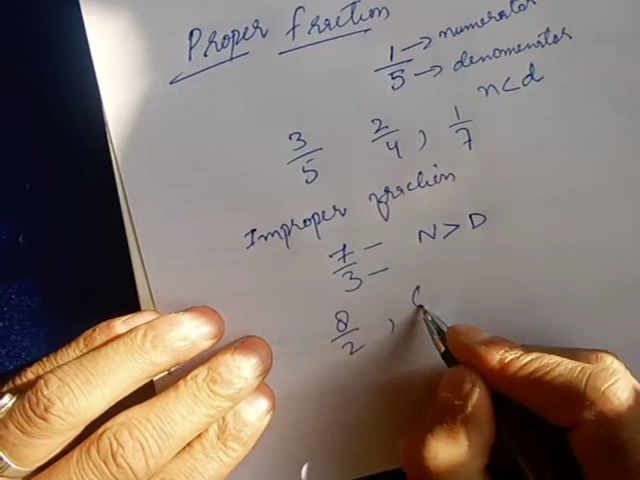 Proper fraction
1/5 → numerator
→ denomenator
n<d
3/5 2/4, 1/7
Improper fraction
7/3 - - N>D
8/2 ,